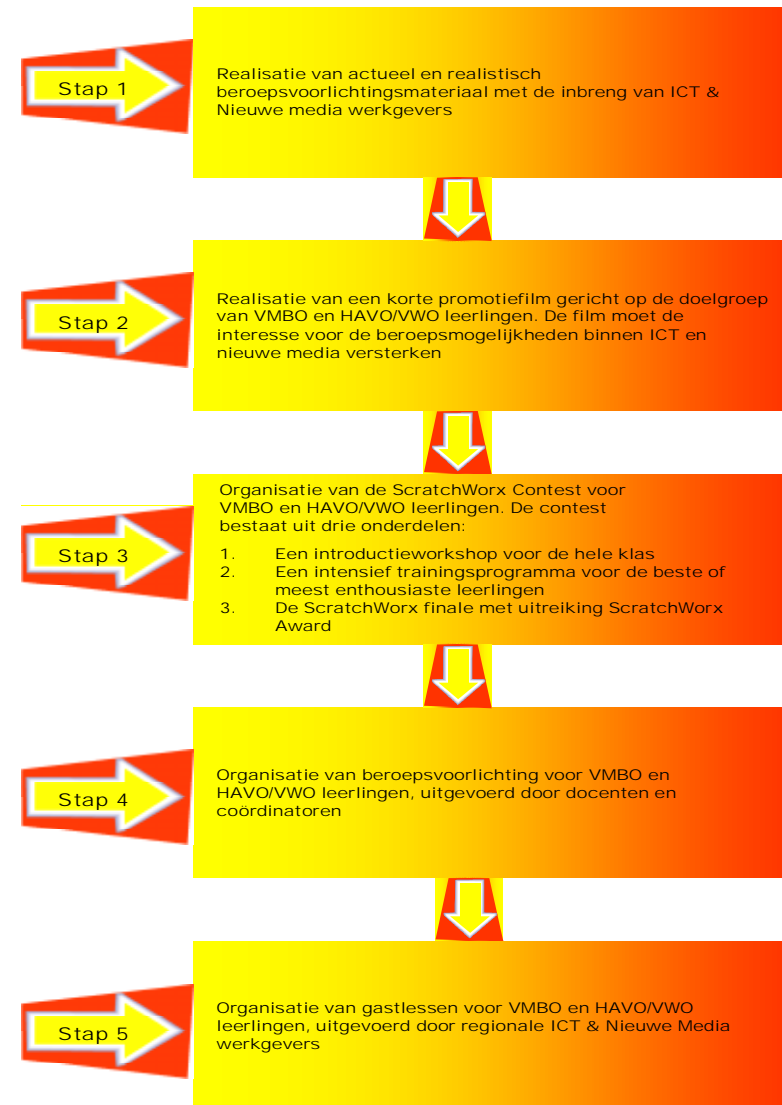 Stap 1
Realisatie van actueel en realistisch
beroepsvoorlichtingsmateriaal met de inbreng van ICT &
Nieuwe media werkgevers
Stap 2
Realisatie van een korte promotiefilm gericht op de doelgroep
van VMBO en HAVO/VWO leerlingen. De film moet de
interesse voor de beroepsmogelijkheden binnen ICT en
nieuwe media versterken
Stap 3
Organisatie van de ScratchWorx Contest voor
VMBO en HAVO/VWO leerlingen. De contest
bestaat uit drie onderdelen:
1. Een introductieworkshop voor de hele klas
2. Een intensief trainingsprogramma voor de beste of
meest enthousiaste leerlingen
3. De ScratchWorx finale met uitreiking ScratchWorx
Award
Stap 4
Organisatie van beroepsvoorlichting voor VMBO en
HAVO/VWO leerlingen, uitgevoerd door docenten en
coördinatoren
Stap 5
Organisatie van gastlessen voor VMBO en HAVO/VWO
leerlingen, uitgevoerd door regionale ICT & Nieuwe Media
werkgevers